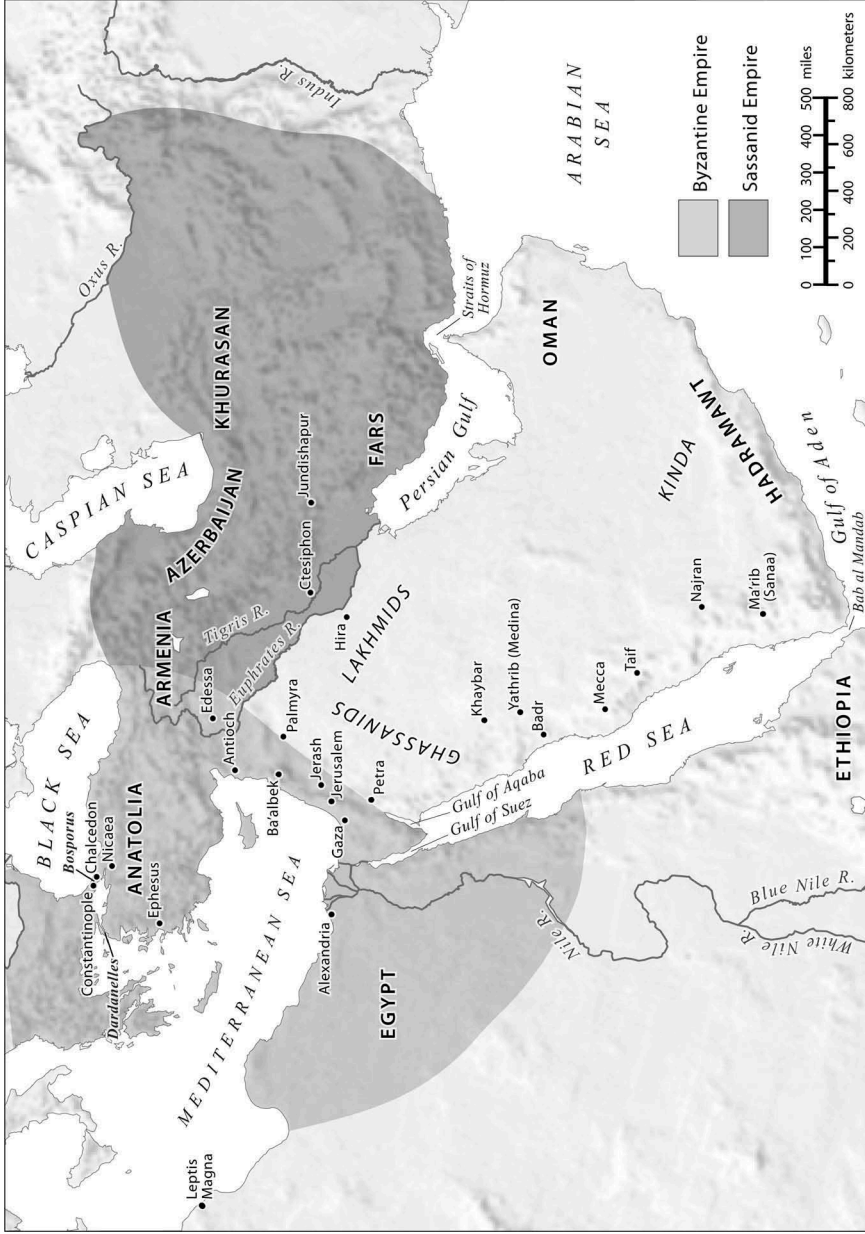 BLACK SEA
CASPIAN SEA
Oxus R.
Indus R.
Constantinople
Bosporus
Chalcedon
Nicaea
Dardanelles
ANATOLIA
Ephesus
ARMENIA
AZERBAIJAN
KHURASAN
Edessa
Tigris R.
Euphrates R.
Antioch
Leptis
Magna
MEDITERRANEAN SEA
Ba'albek
Palmyra
Ctesiphon
Jundishapur
Jerash
Jerusalem
Hira
Gaza
Petra
Alexandria
LAKHMIDS
GHASSANIDS
FARS
EGYPT
Persian Gulf
Straits of
Hormuz
Gulf of Aqaba
Gulf of Suez
Khaybar
Yathrib (Medina)
Badr
Nile R.
OMAN
ARABIAN
SEA
Mecca
Taif
RED SEA
KINDA
Najran
HADRAMAWT
Ma'rib
(Sanaa)
Gulf of Aden
Bab el Mandab
ETHIOPIA
Blue Nile R.
White Nile R.
Byzantine Empire
Sassanid Empire
0 100 200 300 400 500 miles
0 200 400 600 800 kilometers